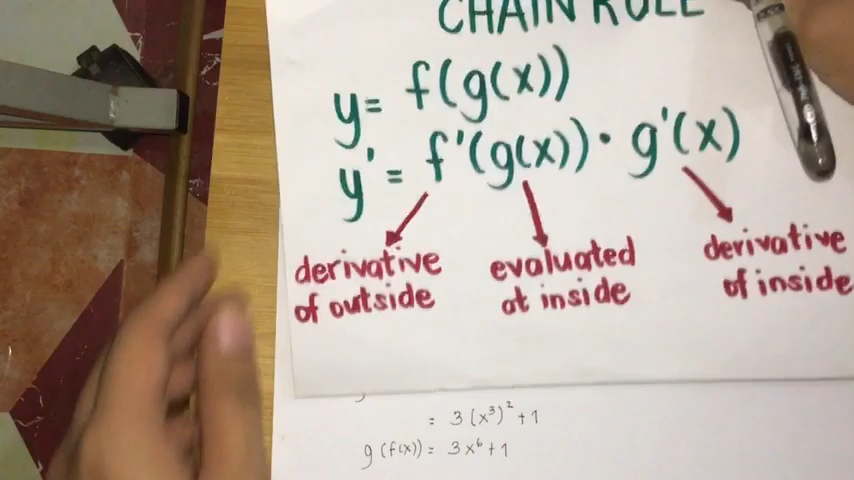 CHAIN RULE
y = f(g(x))
y' = f'(g(x)) · g'(x)
derivative of outside
evaluated at inside
derivative of inside
= 3(x³)² + 1
g(f(x)) = 3x⁶ + 1